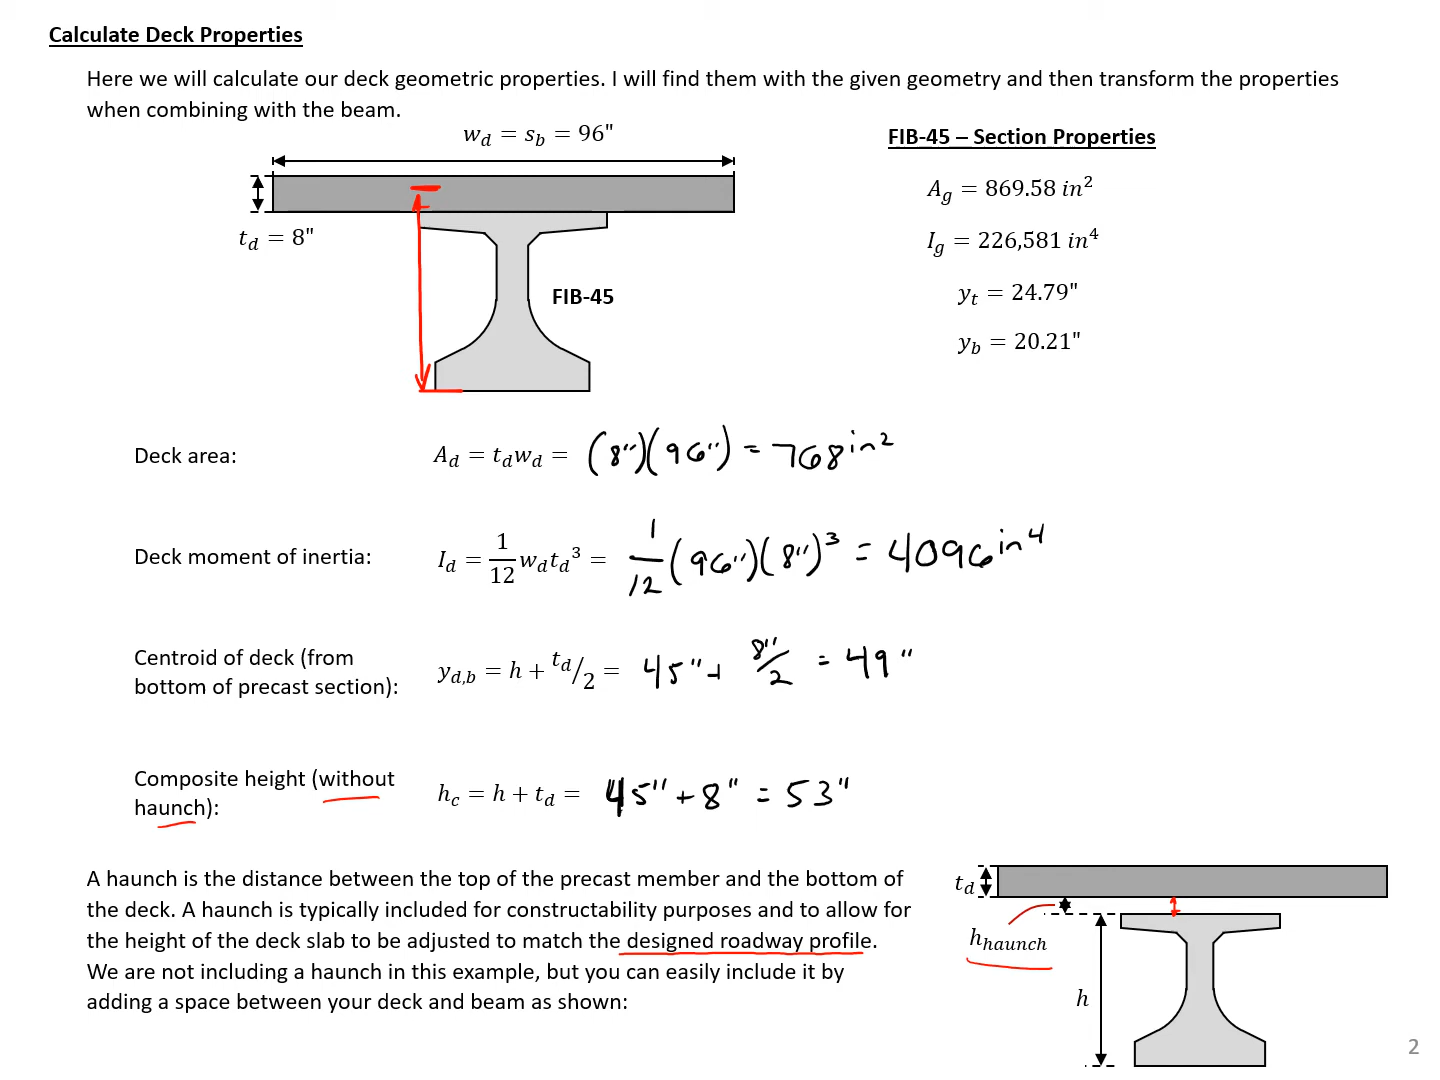 Calculate Deck Properties
Here we will calculate our deck geometric properties. I will find them with the given geometry and then transform the properties
when combining with the beam.
w_d = s_b = 96"
t_d = 8"
FIB-45
FIB-45 – Section Properties
A_g = 869.58 in²
I_g = 226,581 in⁴
y_t = 24.79"
y_b = 20.21"
Deck area: A_d = t_d w_d = (8")(96") = 768 in²
Deck moment of inertia: I_d = 1/12 w_d t_d³ = 1/12 (96")(8")³ = 4096 in⁴
Centroid of deck (from
bottom of precast section): y_d,b = h + t_d/2 = 45" + 8"/2 = 49"
Composite height (without
haunch): h_c = h + t_d = 45" + 8" = 53"
A haunch is the distance between the top of the precast member and the bottom of
the deck. A haunch is typically included for constructability purposes and to allow for
the height of the deck slab to be adjusted to match the designed roadway profile.
We are not including a haunch in this example, but you can easily include it by
adding a space between your deck and beam as shown:
t_d
h_haunch
h
2